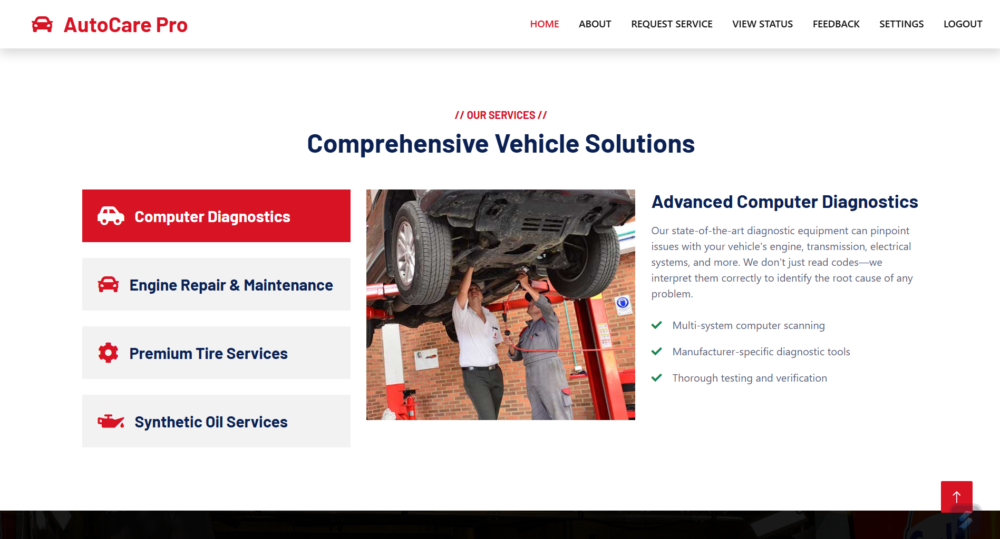 AutoCare Pro
HOME ABOUT REQUEST SERVICE VIEW STATUS FEEDBACK SETTINGS LOGOUT
// OUR SERVICES //
Comprehensive Vehicle Solutions
Computer Diagnostics
Engine Repair & Maintenance
Premium Tire Services
Synthetic Oil Services
Advanced Computer Diagnostics
Our state-of-the-art diagnostic equipment can pinpoint
issues with your vehicle's engine, transmission, electrical
systems, and more. We don't just read codes—we
interpret them correctly to identify the root cause of any
problem.
Multi-system computer scanning
Manufacturer-specific diagnostic tools
Thorough testing and verification